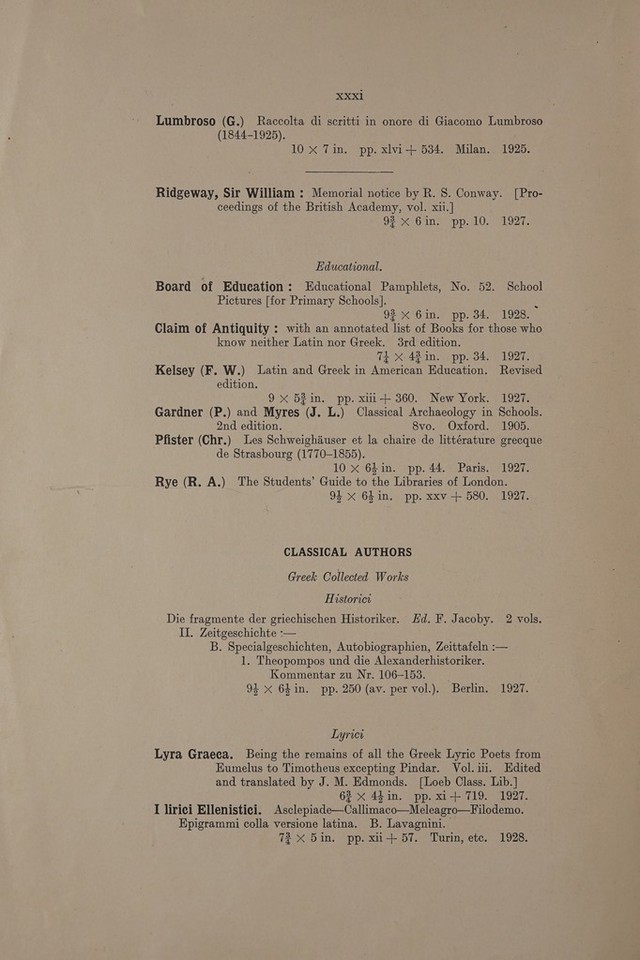 xxxi
Lumbroso (G.) Raccolta di scritti in onore di Giacomo Lumbroso
(1844–1925).
10 × 7 in. pp. xlvi + 534. Milan. 1925.
Ridgeway, Sir William : Memorial notice by R. S. Conway. [Pro-
ceedings of the British Academy, vol. xii.]
9¾ × 6 in. pp. 10. 1927.
Educational.
Board of Education : Educational Pamphlets, No. 52. School
Pictures [for Primary Schools].
9¾ × 6 in. pp. 34. 1928.
Claim of Antiquity : with an annotated list of Books for those who
know neither Latin nor Greek. 3rd edition.
7¼ × 4¾ in. pp. 34. 1927.
Kelsey (F. W.) Latin and Greek in American Education. Revised
edition.
9 × 5¾ in. pp. xiii + 360. New York. 1927.
Gardner (P.) and Myres (J. L.) Classical Archaeology in Schools.
2nd edition. 8vo. Oxford. 1905.
Pfister (Chr.) Les Schweighäuser et la chaire de littérature grecque
de Strasbourg (1770–1855).
10 × 6½ in. pp. 44. Paris. 1927.
Rye (R. A.) The Students' Guide to the Libraries of London.
9½ × 6½ in. pp. xxv + 580. 1927.
CLASSICAL AUTHORS
Greek Collected Works
Historici
Die fragmente der griechischen Historiker. Ed. F. Jacoby. 2 vols.
II. Zeitgeschichte :—
B. Specialgeschichten, Autobiographien, Zeittafeln :—
1. Theopompos und die Alexanderhistoriker.
Kommentar zu Nr. 106–153.
9½ × 6½ in. pp. 250 (av. per vol.). Berlin. 1927.
Lyrici
Lyra Graeca. Being the remains of all the Greek Lyric Poets from
Eumelus to Timotheus excepting Pindar. Vol. iii. Edited
and translated by J. M. Edmonds. [Loeb Class. Lib.]
6¾ × 4½ in. pp. xi + 719. 1927.
I lirici Ellenistici. Asclepiade—Callimaco—Meleagro—Filodemo.
Epigrammi colla versione latina. B. Lavagnini.
7¾ × 5 in. pp. xii + 57. Turin, etc. 1928.